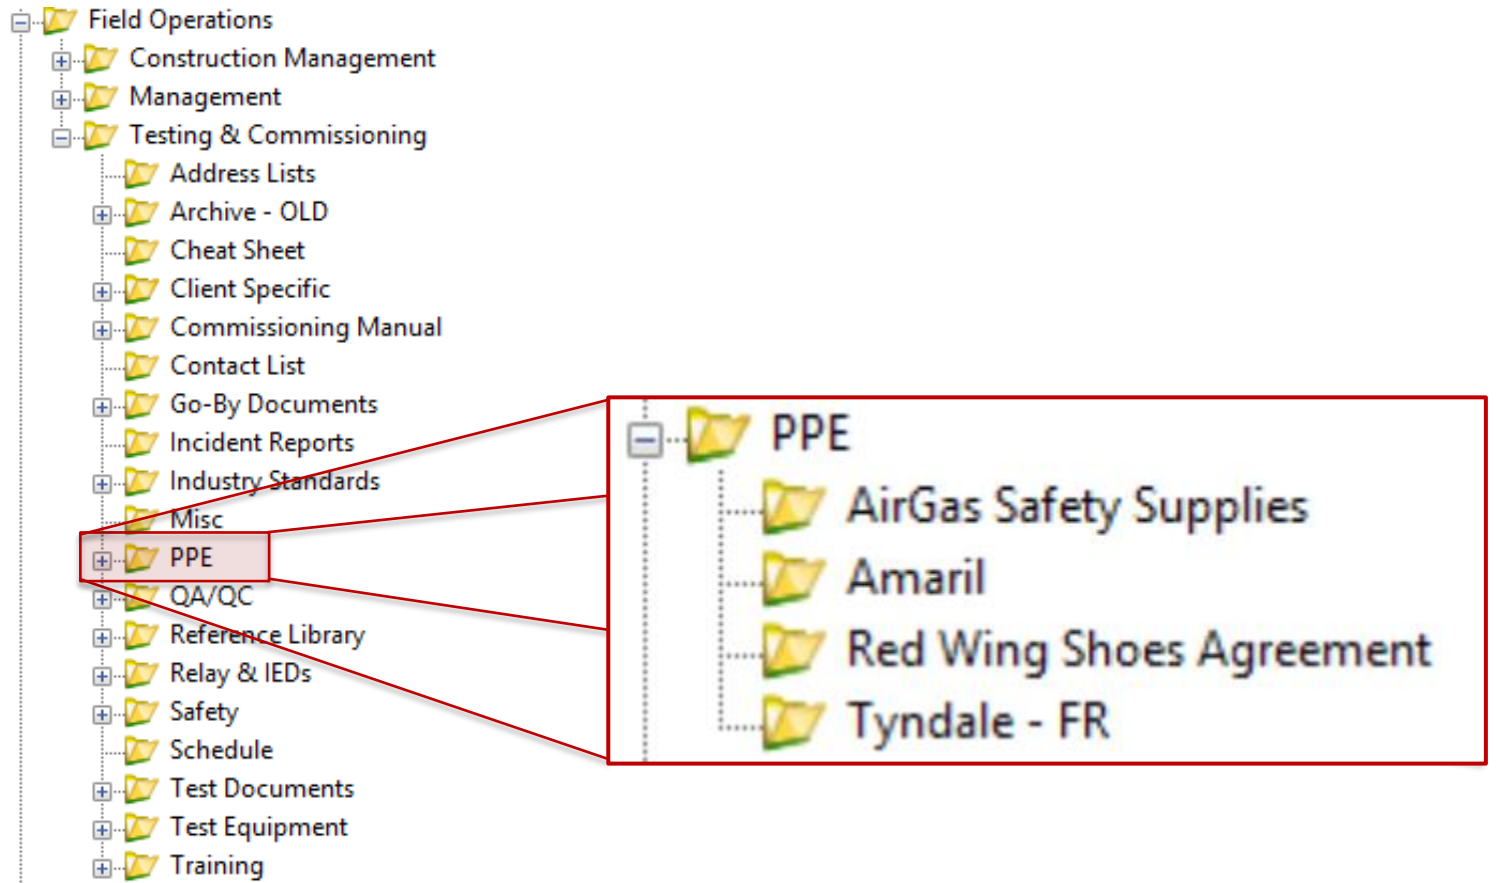 Field Operations
Construction Management
Management
Testing & Commissioning
Address Lists
Archive - OLD
Cheat Sheet
Client Specific
Commissioning Manual
Contact List
Go-By Documents
Incident Reports
Industry Standards
Misc
PPE
QA/QC
Reference Library
Relay & IEDs
Safety
Schedule
Test Documents
Test Equipment
Training
PPE
AirGas Safety Supplies
Amaril
Red Wing Shoes Agreement
Tyndale - FR